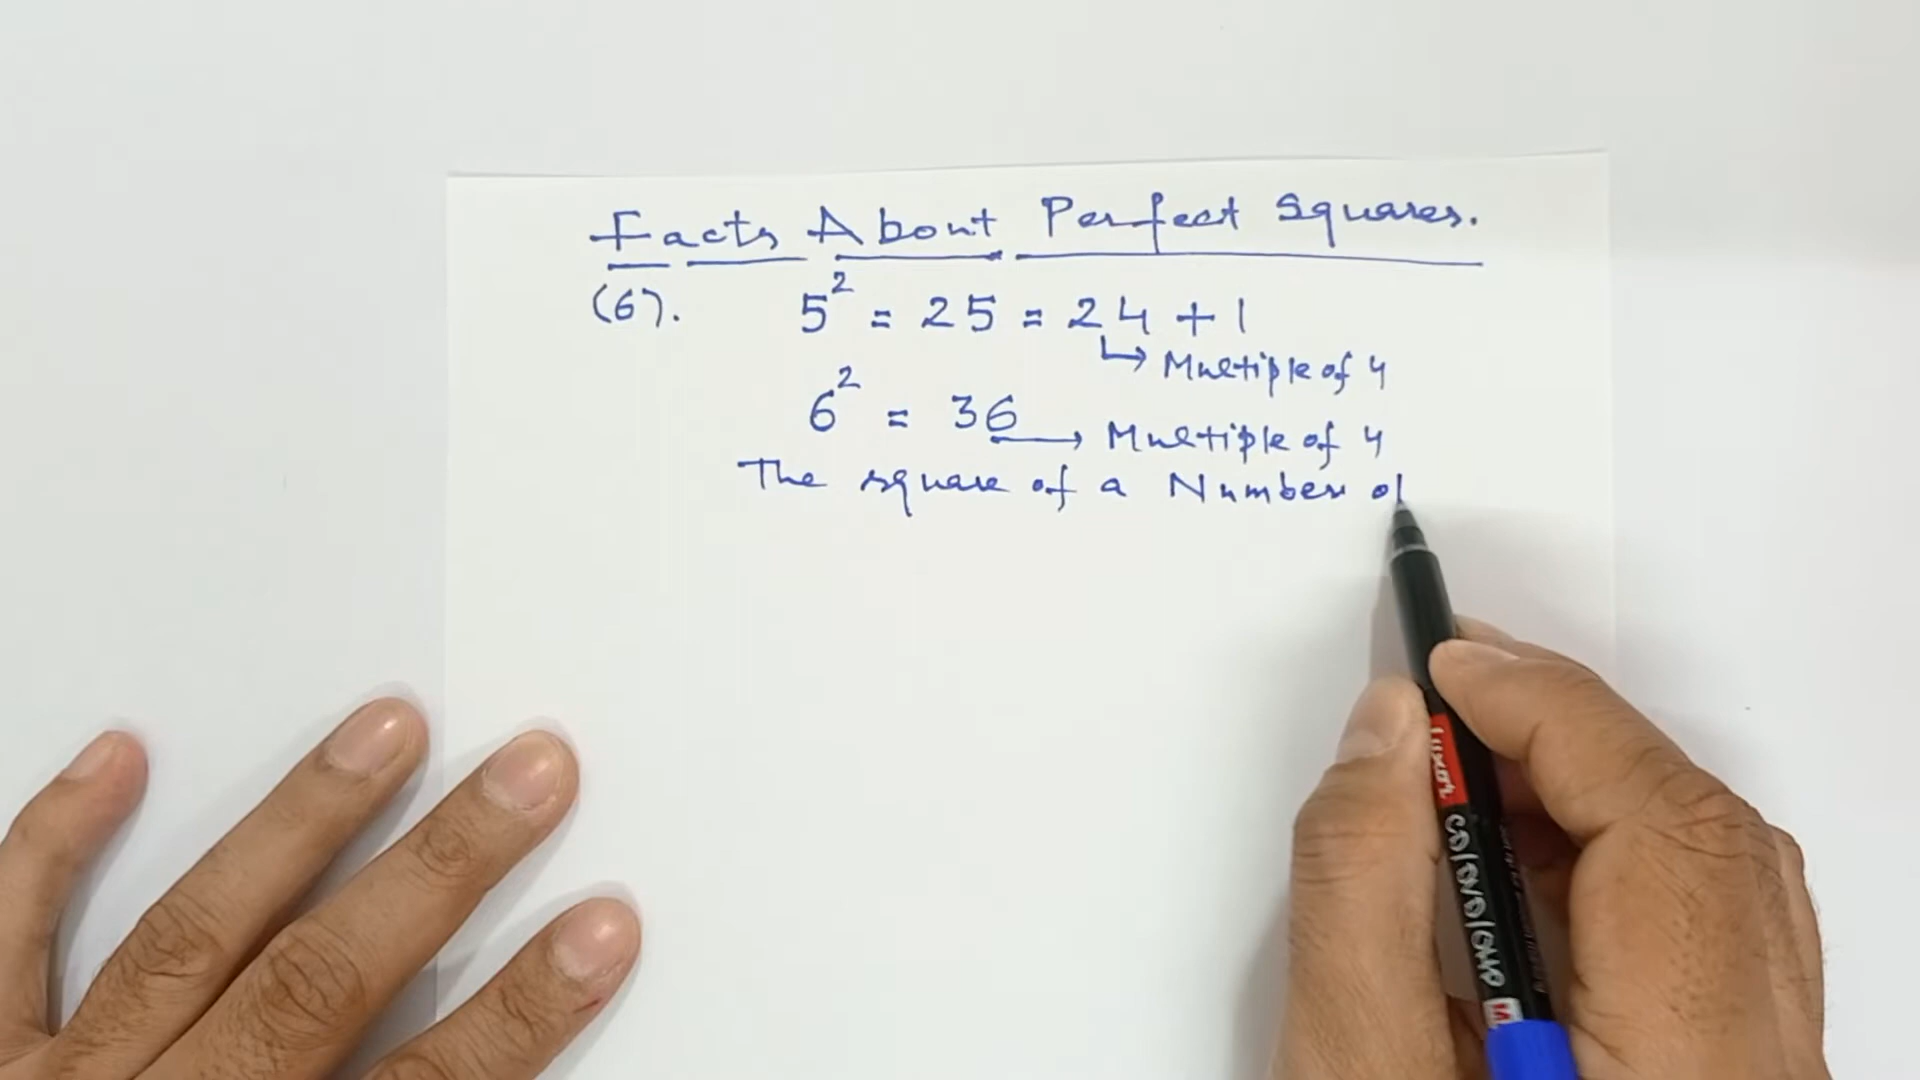 Facts About Perfect Squares.
(6). 5² = 25 = 24 + 1
↳ Multiple of 4
6² = 36 → Multiple of 4
The square of a Number
Luxor